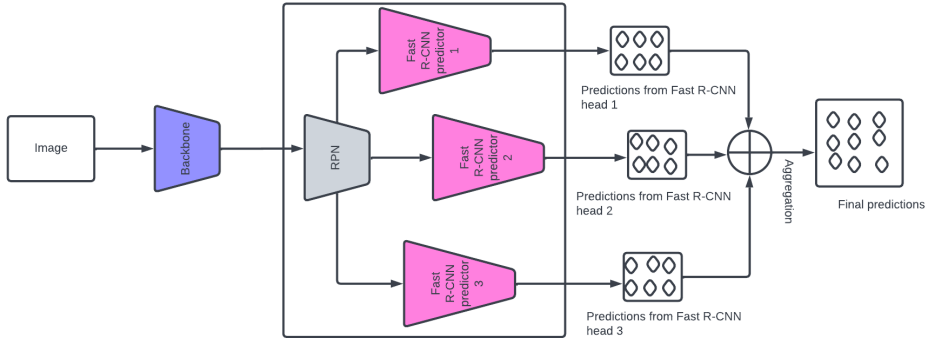 Image
Backbone
RPN
Fast
R-CNN
predictor
1
Fast
R-CNN
predictor
2
Fast
R-CNN
predictor
3
Predictions from Fast R-CNN
head 1
Predictions from Fast R-CNN
head 2
Predictions from Fast R-CNN
head 3
Aggregation
Final predictions